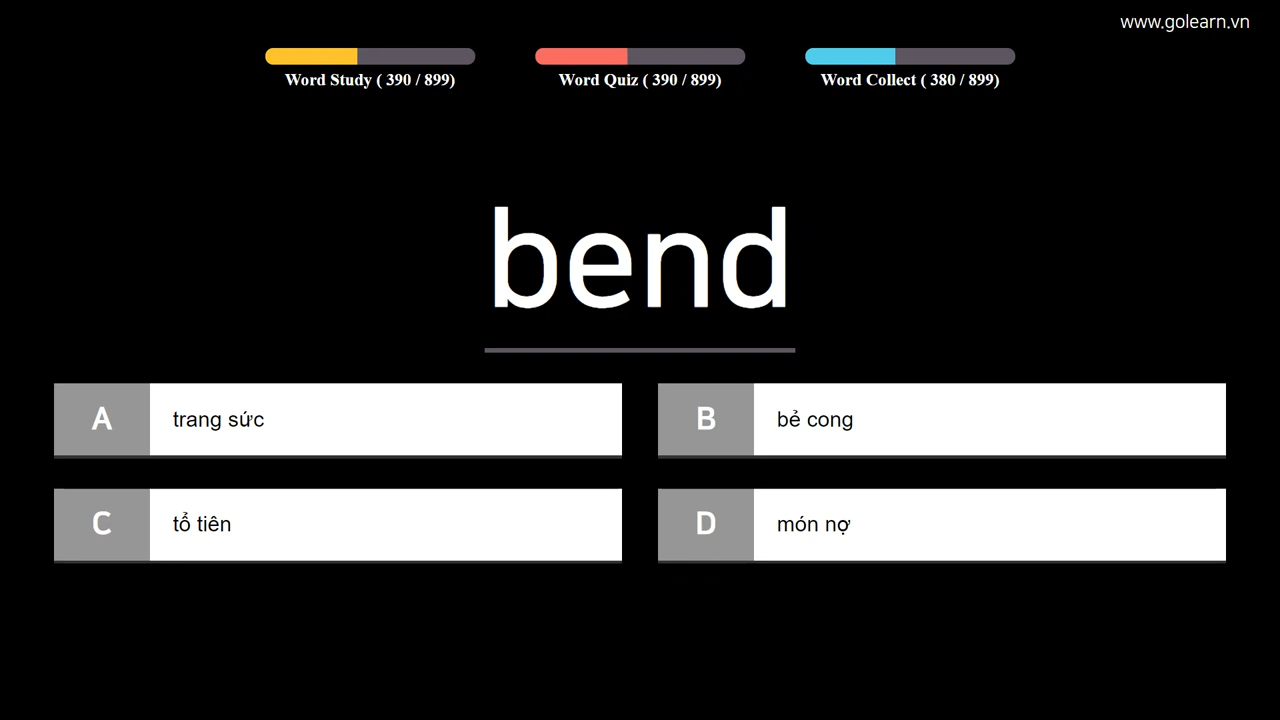 www.golearn.vn
Word Study ( 390 / 899)
Word Quiz ( 390 / 899)
Word Collect ( 380 / 899)
bend
A trang sức
B bẻ cong
C tổ tiên
D món nợ